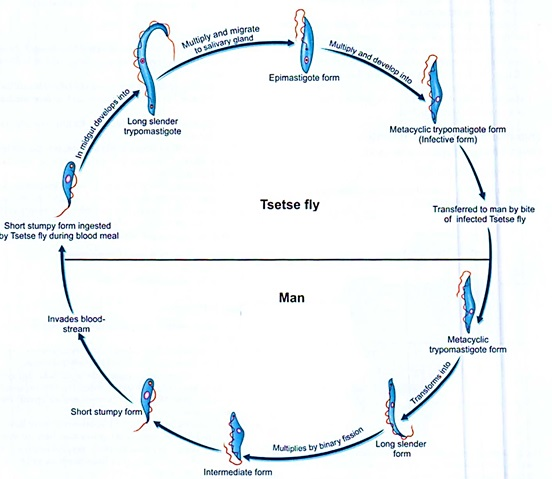 Multiply and migrate
to salivary gland
Epimastigote form
Multiply and develop into
Metacyclic trypomatigote form
(Infective form)
Transferred to man by bite
of infected Tsetse fly
In midgut develops into
Long slender
trypomastigote
Short stumpy form ingested
by Tsetse fly during blood meal
Tsetse fly
Man
Metacyclic
trypomastigote form
Transforms into
Long slender
form
Multiplies by binary fission
Intermediate form
Short stumpy form
Invades blood-
stream